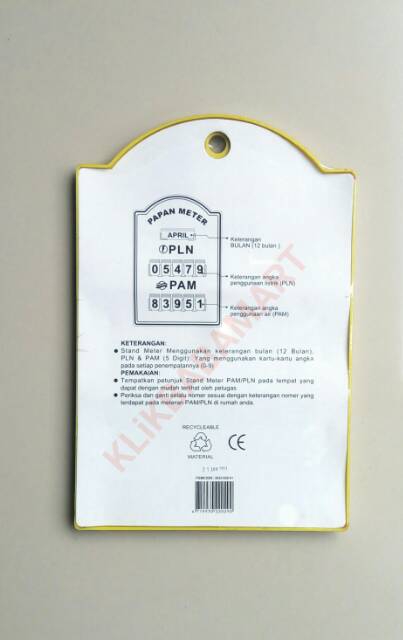 PAPAN METER
APRIL
PLN
05479
PAM
83951
Keterangan
BULAN (12 bulan )
Keterangan angka
penggunaan listrik (PLN)
Keterangan angka
penggunaan air (PAM)
KETERANGAN:
● Stand Meter Menggunakan keterangan bulan (12 Bulan),
PLN & PAM (5 Digit). Yang menggunakan kartu-kartu angka
pada setiap penempatannya (0-9)
PEMAKAIAN:
● Tampatkan petunjuk Stand Meter PAM/PLN pada tempat yang
dapat dengan mudah terlihat oleh petugas.
● Periksa dan ganti selalu nomer sesuai dengan keterangan nomer yang
terdapat pada meteran PAM/PLN di rumah anda.
RECYCLEABLE
MATERIAL
CE
KLIKBACAMART